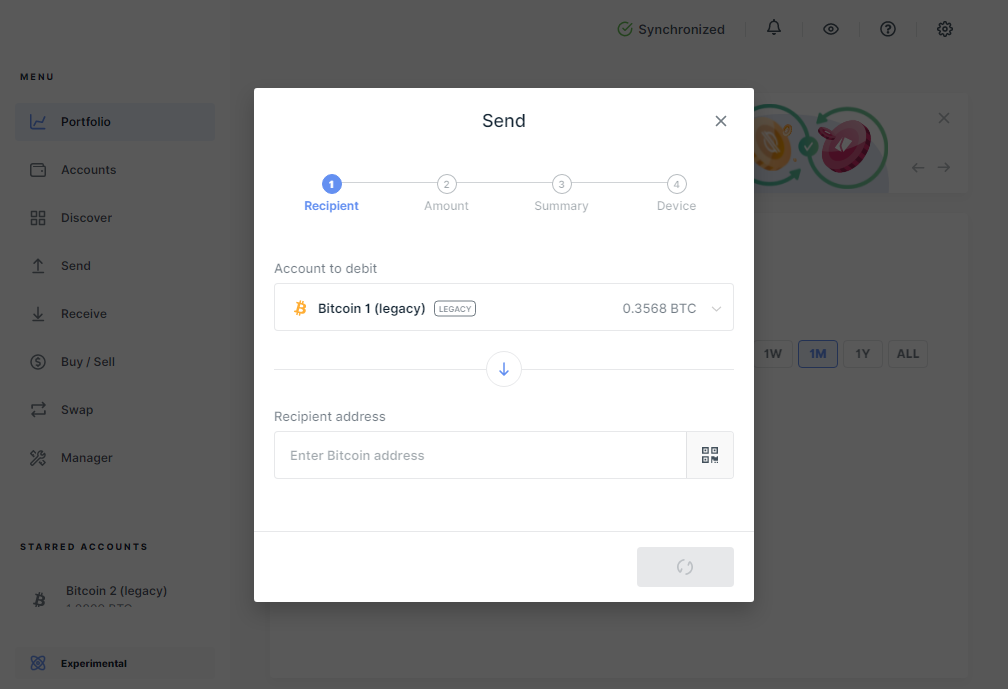 Synchronized
MENU
Portfolio
Accounts
Discover
Send
Receive
Buy / Sell
Swap
Manager
STARRED ACCOUNTS
Bitcoin 2 (legacy)
Experimental
Send
1 2 3 4
Recipient Amount Summary Device
Account to debit
Bitcoin 1 (legacy) LEGACY 0.3568 BTC
Recipient address
Enter Bitcoin address
1W 1M 1Y ALL